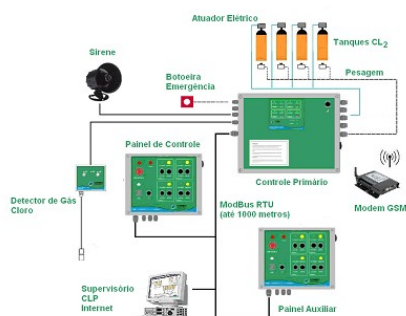 Atuador Elétrico
Tanques CL2
Sirene
Botoeira
Emergência
Pesagem
Painel de Controle
Controle Primário
Detector de Gás
Cloro
ModBus RTU
(até 1000 metros)
Modem GSM
Supervisório
CLP
Internet
Painel Auxiliar